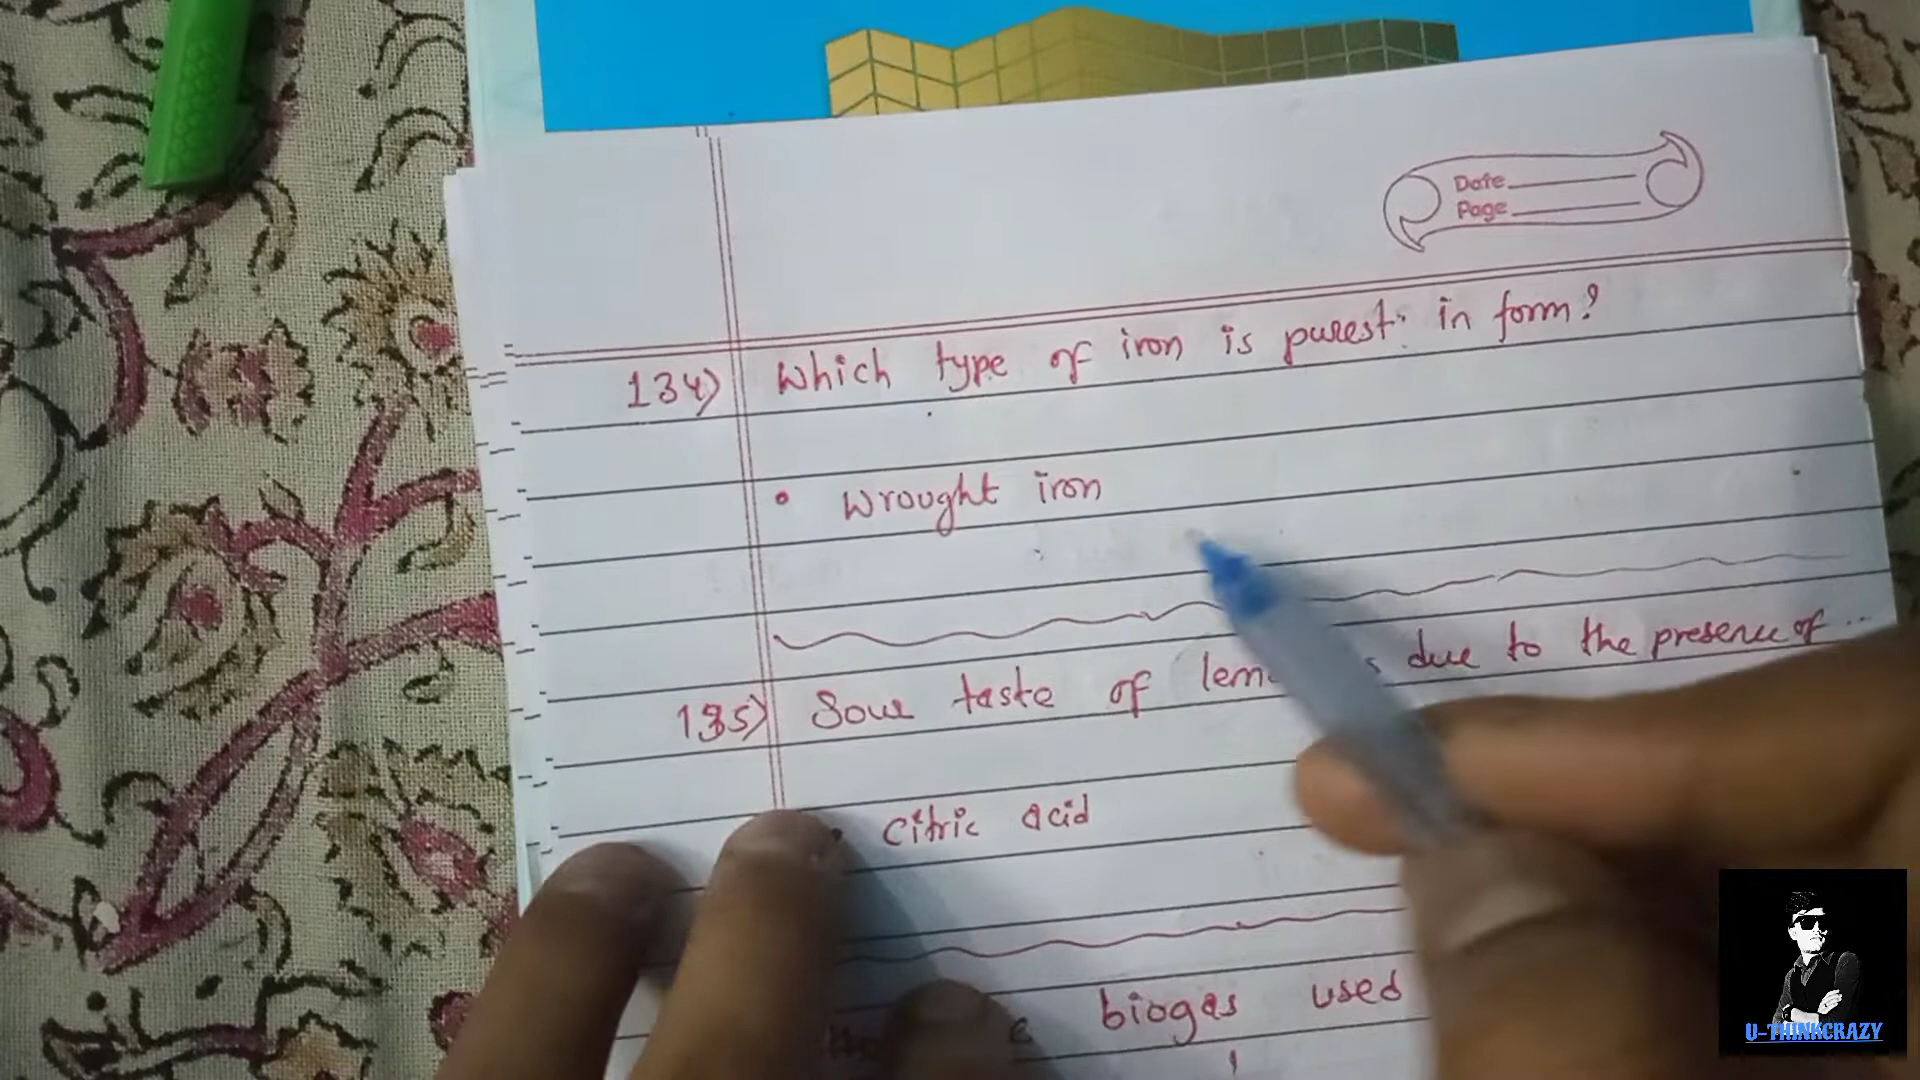 Date
Page
134) Which type of iron is purest in form?
• Wrought iron
135) Sour taste of due to the presence of ...
• Citric acid
biogas used
U-THINKCRAZY